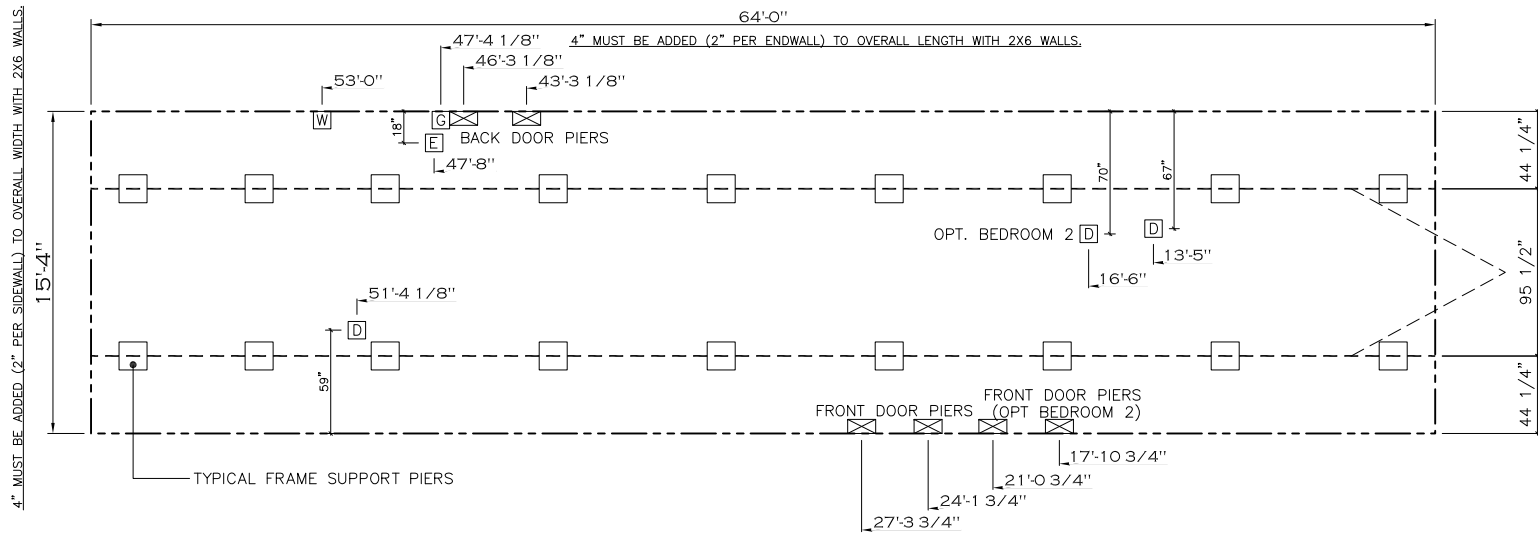 64'-0"
4" MUST BE ADDED (2" PER ENDWALL) TO OVERALL LENGTH WITH 2X6 WALLS.
4" MUST BE ADDED (2" PER SIDEWALL) TO OVERALL WIDTH WITH 2X6 WALLS.
47'-4 1/8"
46'-3 1/8"
53'-0"
43'-3 1/8"
W
G
18"
E
BACK DOOR PIERS
47'-8"
44 1/4"
70"
67"
OPT. BEDROOM 2
D
D
13'-5"
16'-6"
15'-4"
95 1/2"
51'-4 1/8"
D
59"
44 1/4"
FRONT DOOR PIERS
FRONT DOOR PIERS
(OPT BEDROOM 2)
17'-10 3/4"
TYPICAL FRAME SUPPORT PIERS
21'-0 3/4"
24'-1 3/4"
27'-3 3/4"